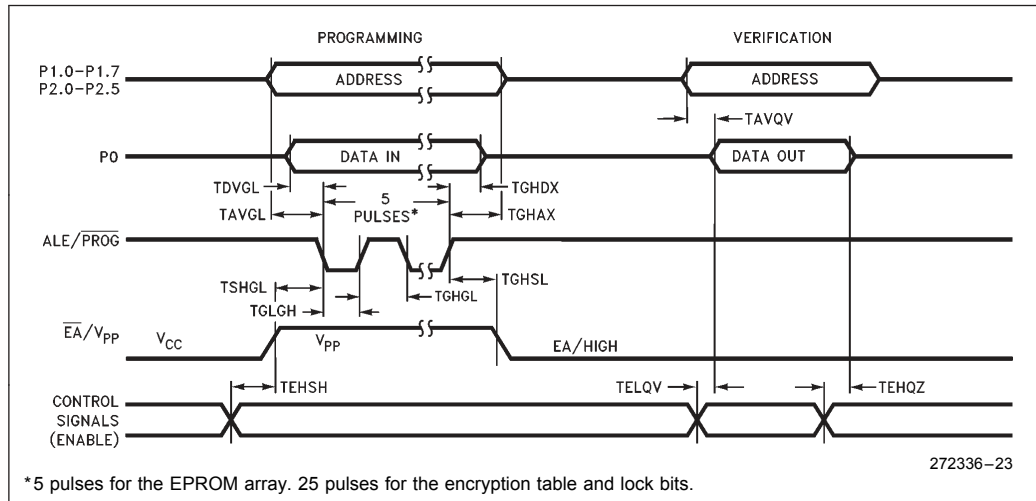 PROGRAMMING VERIFICATION
P1.0–P1.7
P2.0–P2.5
ADDRESS ADDRESS
TAVQV
P0 DATA IN DATA OUT
TDVGL TGHDX
5
PULSES*
TAVGL TGHAX
ALE/PROG
TSHGL TGHSL
TGHGL
TGLGH
EA/VPP VCC VPP EA/HIGH
TEHSH TELQV TEHQZ
CONTROL
SIGNALS
(ENABLE)
272336–23
*5 pulses for the EPROM array. 25 pulses for the encryption table and lock bits.